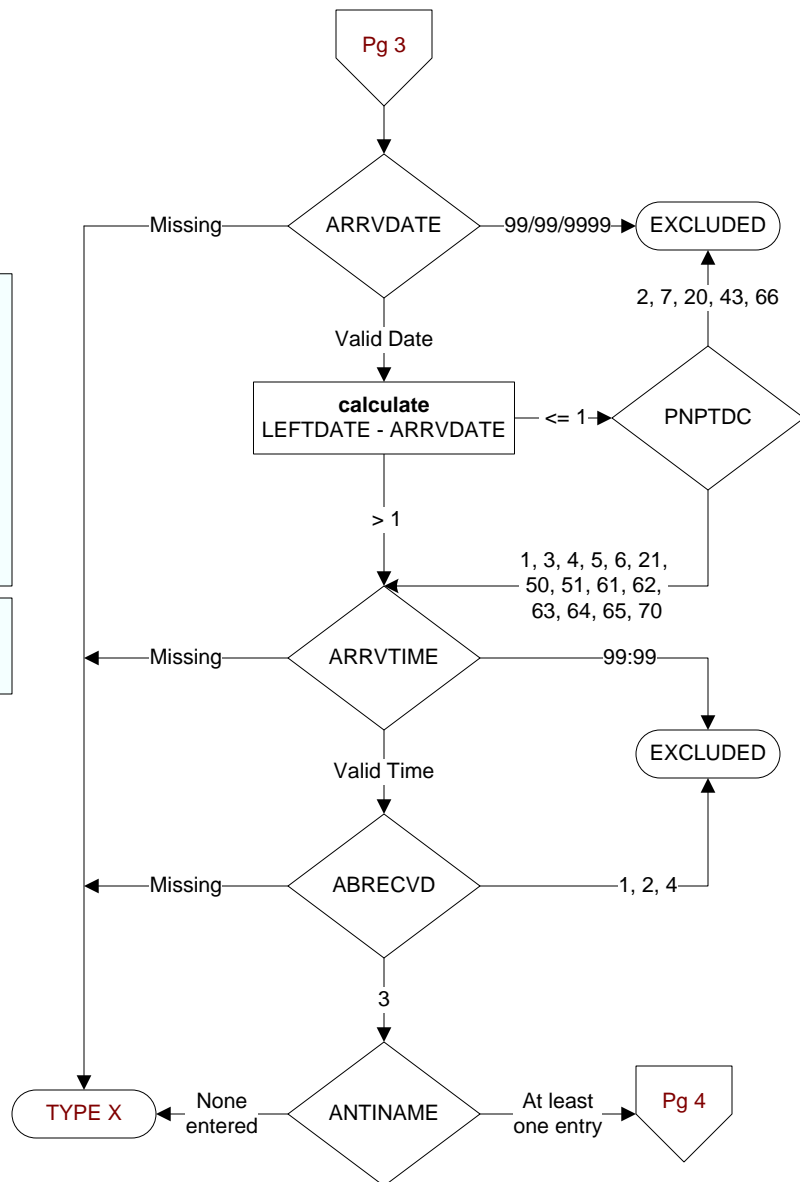 Pg 3
Missing
ARRVDATE
99/99/9999
EXCLUDED
2, 7, 20, 43, 66
Valid Date
calculate
LEFTDATE - ARRVDATE
<= 1
PNPTDC
> 1
1, 3, 4, 5, 6, 21,
50, 51, 61, 62,
63, 64, 65, 70
Missing
ARRVTIME
99:99
EXCLUDED
Valid Time
Missing
ABRECVD
1, 2, 4
3
TYPE X
None
entered
ANTINAME
At least
one entry
Pg 4